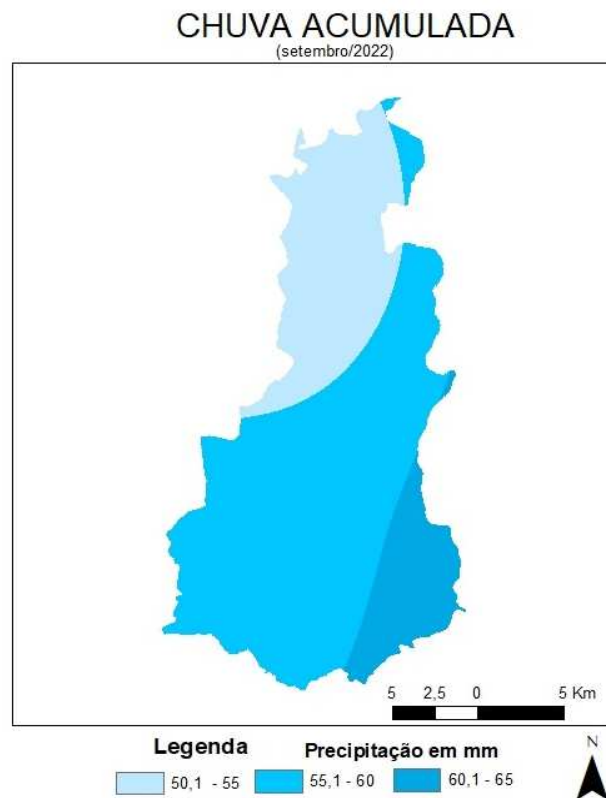 CHUVA ACUMULADA
(setembro/2022)
5 2,5 0 5 Km
N
Legenda Precipitação em mm
50,1 - 55 55,1 - 60 60,1 - 65